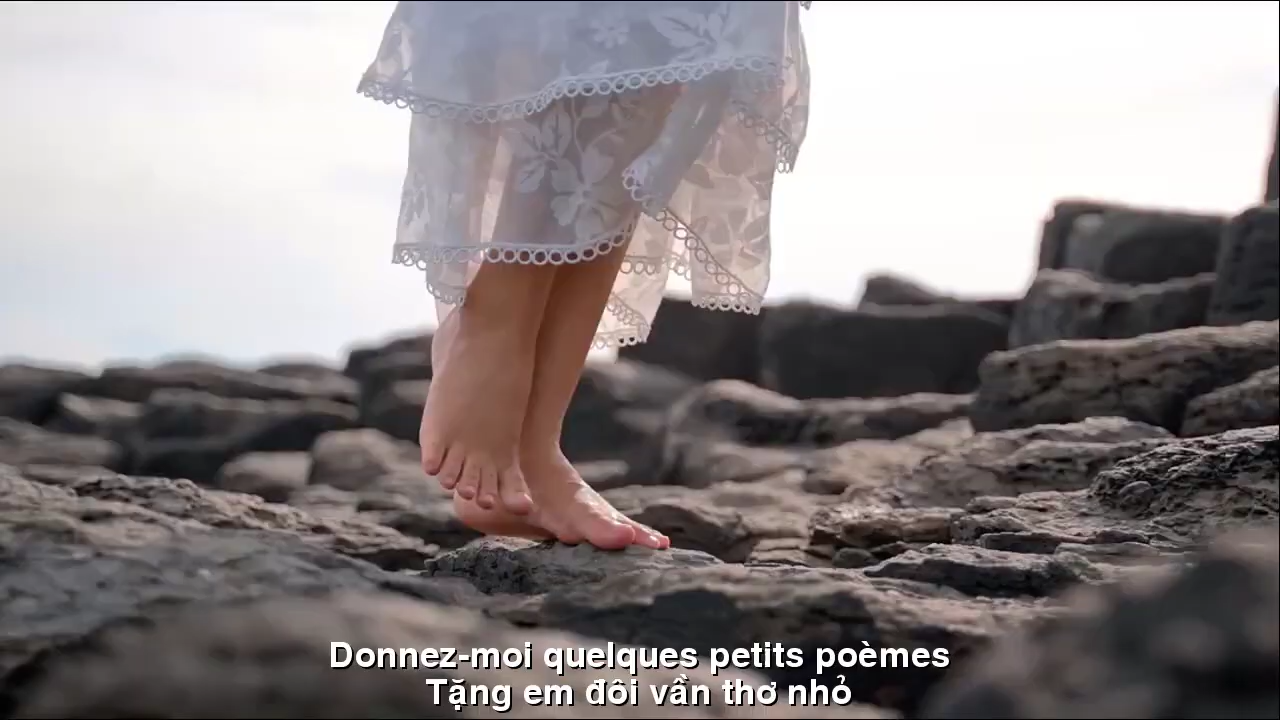 Donnez-moi quelques petits poèmes
Tặng em đôi vần thơ nhỏ